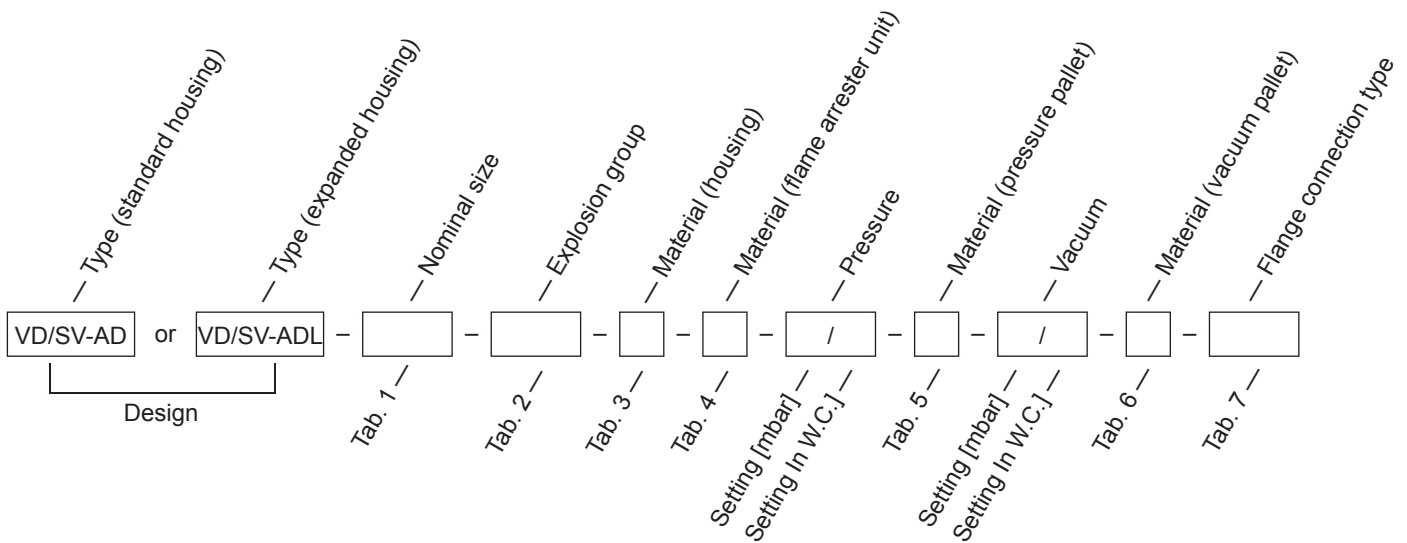 Type (standard housing)
Type (expanded housing)
Nominal size
Explosion group
Material (housing)
Material (flame arrester unit)
Pressure
Material (pressure pallet)
Vacuum
Material (vacuum pallet)
Flange connection type
VD/SV-AD or VD/SV-ADL – – – – – / – – / – –
Design
Tab. 1
Tab. 2
Tab. 3
Tab. 4
Setting [mbar]
Setting In W.C.]
Tab. 5
Setting [mbar]
Setting In W.C.]
Tab. 6
Tab. 7